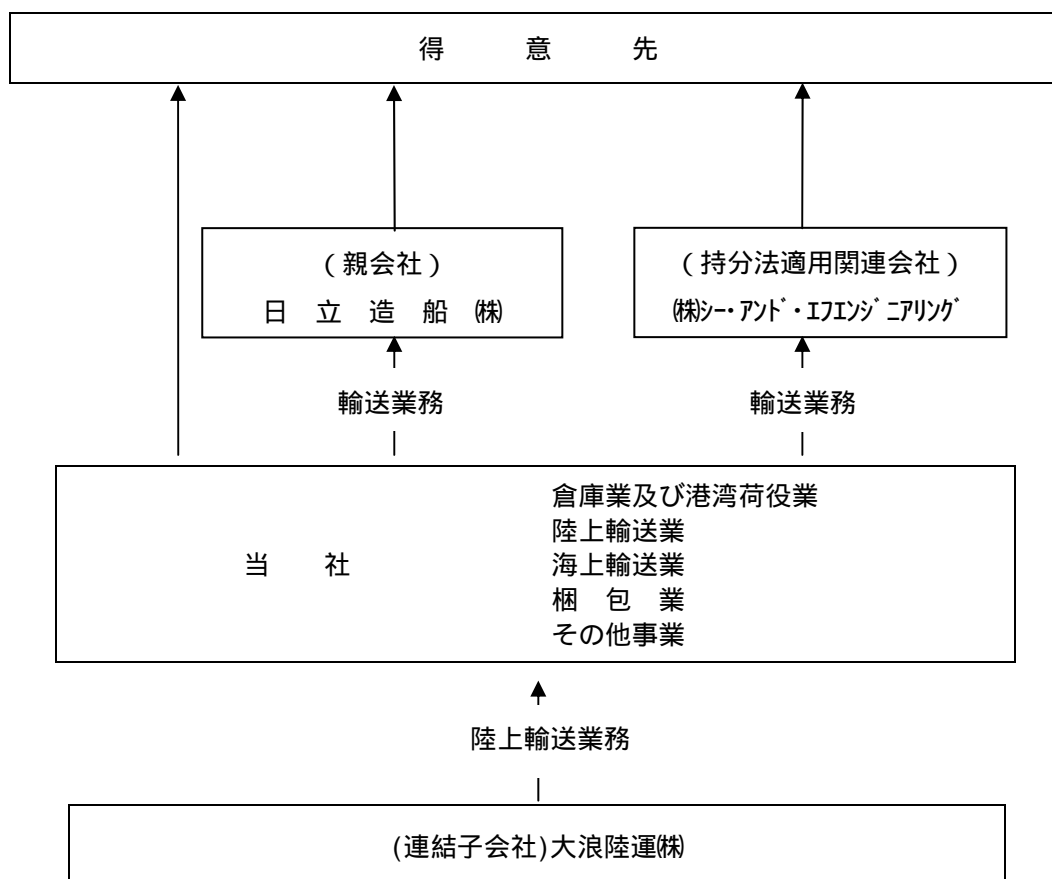 得 意 先
(親会社)
日 立 造 船 ㈱
(持分法適用関連会社)
㈱ｼｰ・ｱﾝﾄﾞ・ｴﾌｴﾝｼﾞﾆｱﾘﾝｸﾞ
輸送業務
輸送業務
当 社
倉庫業及び港湾荷役業
陸上輸送業
海上輸送業
梱 包 業
その他事業
陸上輸送業務
(連結子会社)大浪陸運㈱